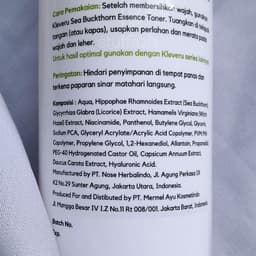 Cara Pemakaian: Setelah membersihkan wajah, gunakan
Kleveru Sea Buckthorn Essence Toner. Tuangkan di telapak
tangan (atau kapas), usapkan perlahan dan merata pada
wajah dan leher.
Untuk hasil optimal gunakan dengan Kleveru series lainnya.
Peringatan: Hindari penyimpanan di tempat panas dan
terkena paparan sinar matahari langsung.
Komposisi : Aqua, Hippophae Rhamnoides Extract (Sea Buckthorn)
Glycyrrhiza Glabra (Licorice) Extract, Hamamelis Virginiana (Witch
Hazel) Extract, Niacinamide, Panthenol, Butylene Glycol, Glycerin,
Sodium PCA, Glyceryl Acrylate/Acrylic Acid Copolymer, PVM/MA
Copolymer, Propylene Glycol, 1,2-Hexanediol, Allantoin,
PEG-40 Hydrogenated Castor Oil, Capsicum Annuum Extract,
Daucus Carota Extract, Hyaluronic Acid.
Manufactured by PT. Nose Herbalindo, Jl. Angsana Raya
K2 No.29 Sunter Agung, Jakarta Utara, Indonesia.
Produced For and Distributed by PT. Mermel Ayu Kosmetindo
Jl. Mangga Besar IV I.Z No.11 Rt 008/001. Jakarta Barat, Indonesia
Batch No.
Exp.